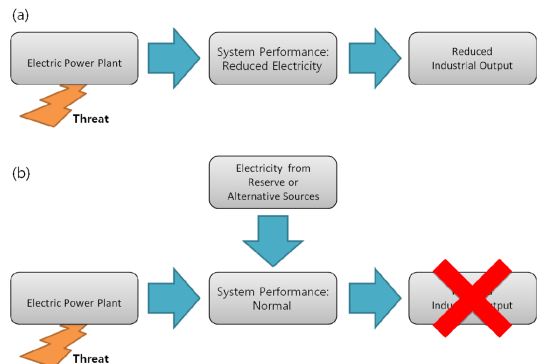 (a)
Electric Power Plant
System Performance:
Reduced Electricity
Reduced
Industrial Output
Threat
(b)
Electricity from
Reserve or
Alternative Sources
Electric Power Plant
System Performance:
Normal
Threat